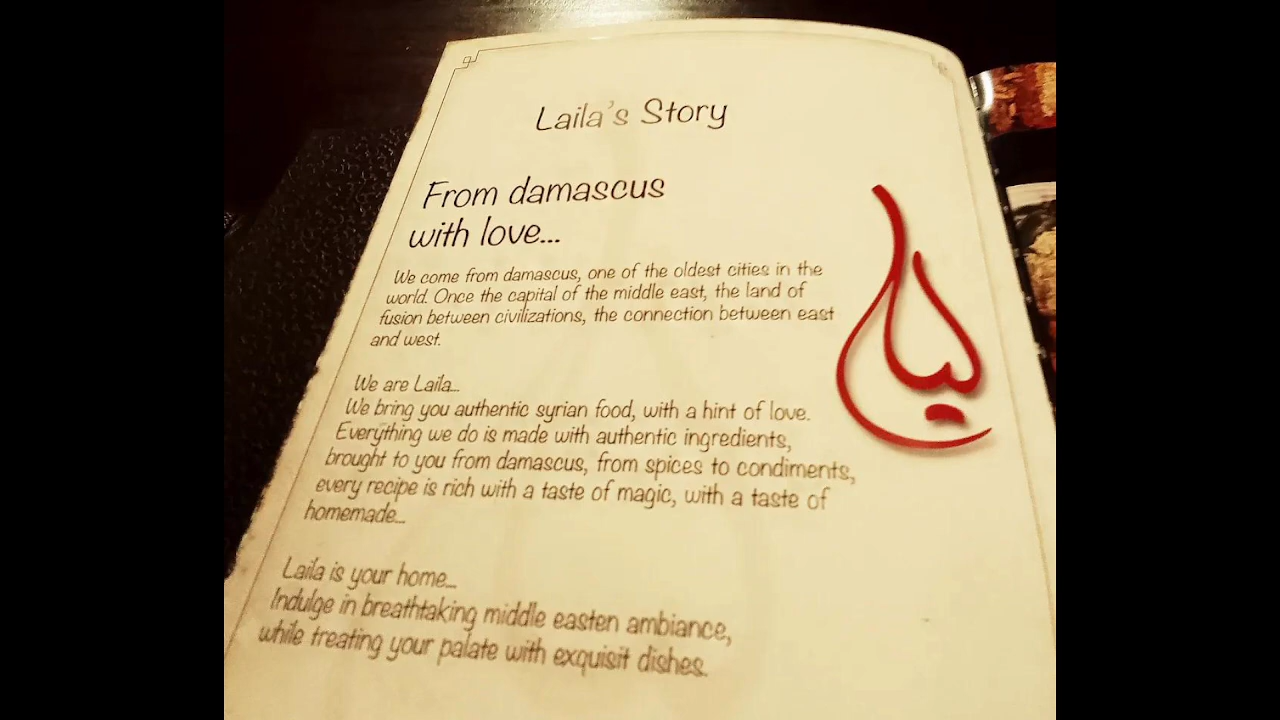 Laila's Story
From damascus
with love...
We come from damascus, one of the oldest cities in the
world. Once the capital of the middle east, the land of
fusion between civilizations, the connection between east
and west.
ليلى
We are Laila...
We bring you authentic syrian food, with a hint of love.
Everything we do is made with authentic ingredients,
brought to you from damascus, from spices to condiments,
every recipe is rich with a taste of magic, with a taste of
homemade...
Laila is your home...
Indulge in breathtaking middle easten ambiance,
while treating your palate with exquisit dishes.